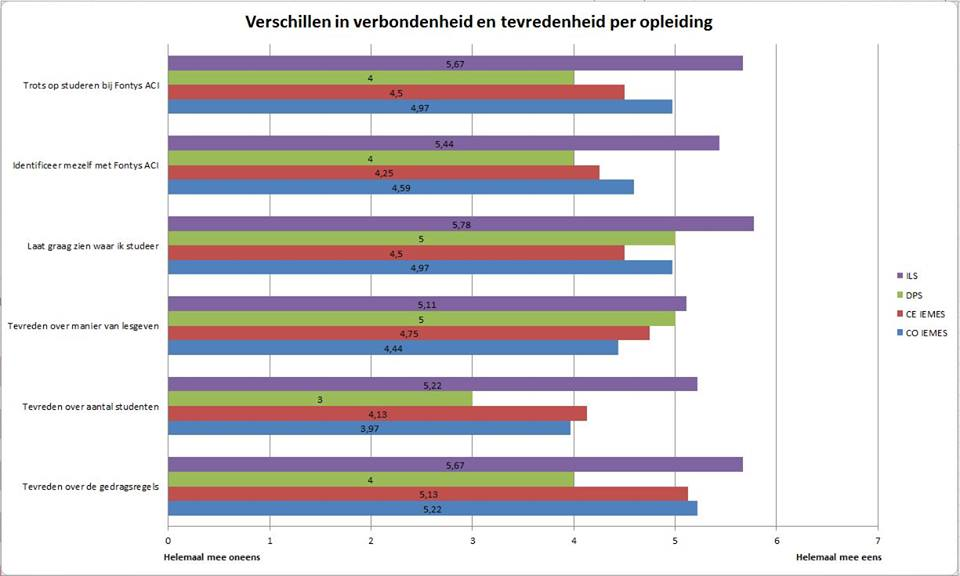 Verschillen in verbondenheid en tevredenheid per opleiding
Trots op studeren bij Fontys ACI
5,67
4
4,5
4,97
Identificeer mezelf met Fontys ACI
5,44
4
4,25
4,59
Laat graag zien waar ik studeer
5,78
5
4,5
4,97
Tevreden over manier van lesgeven
5,11
5
4,75
4,44
Tevreden over aantal studenten
5,22
3
4,13
3,97
Tevreden over de gedragsregels
5,67
4
5,13
5,22
ILS
DPS
CE IEMES
CO IEMES
0 1 2 3 4 5 6 7
Helemaal mee oneens Helemaal mee eens